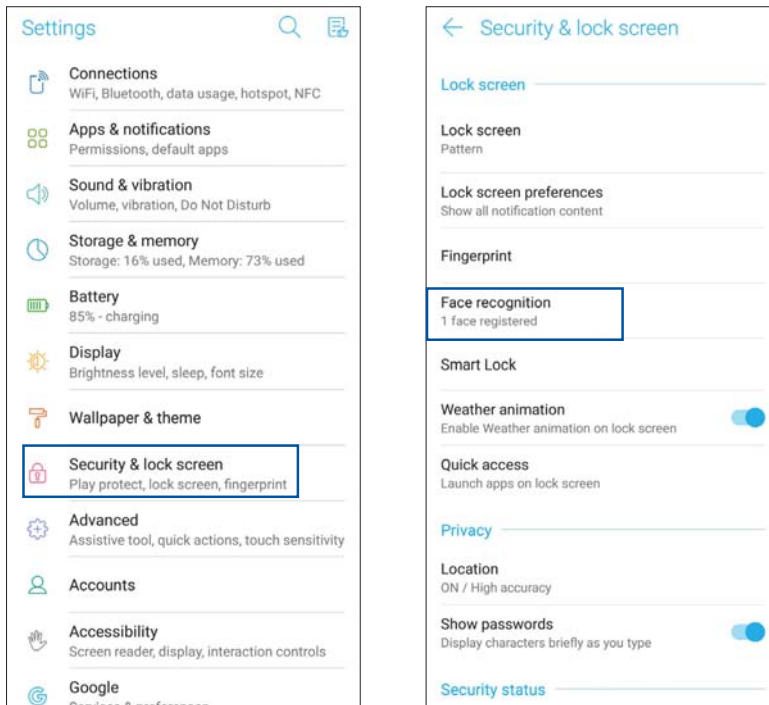 Settings
Connections
WiFi, Bluetooth, data usage, hotspot, NFC
Apps & notifications
Permissions, default apps
Sound & vibration
Volume, vibration, Do Not Disturb
Storage & memory
Storage: 16% used, Memory: 73% used
Battery
85% - charging
Display
Brightness level, sleep, font size
Wallpaper & theme
Security & lock screen
Play protect, lock screen, fingerprint
Advanced
Assistive tool, quick actions, touch sensitivity
Accounts
Accessibility
Screen reader, display, interaction controls
Google
Security & lock screen
Lock screen
Lock screen
Pattern
Lock screen preferences
Show all notification content
Fingerprint
Face recognition
1 face registered
Smart Lock
Weather animation
Enable Weather animation on lock screen
Quick access
Launch apps on lock screen
Privacy
Location
ON / High accuracy
Show passwords
Display characters briefly as you type
Security status